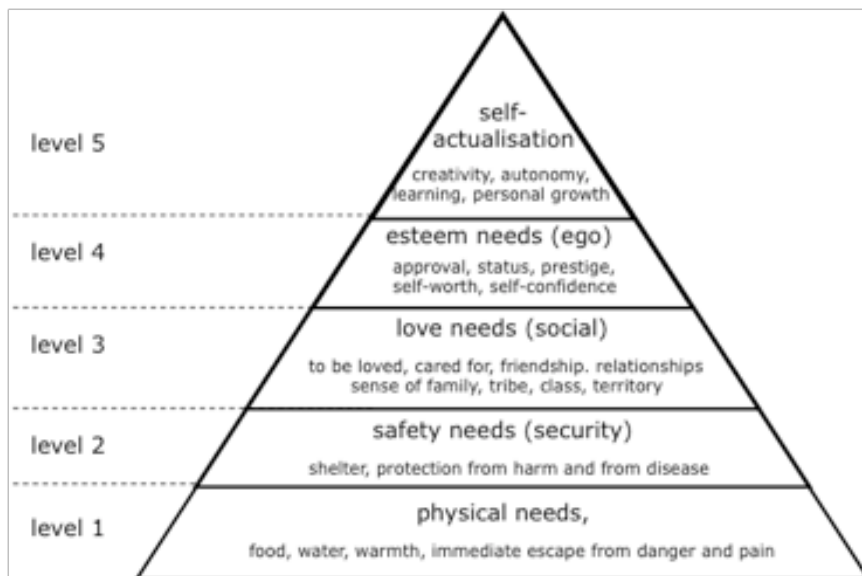 level 5
self-
actualisation
creativity, autonomy,
learning, personal growth
level 4
esteem needs (ego)
approval, status, prestige,
self-worth, self-confidence
level 3
love needs (social)
to be loved, cared for, friendship. relationships
sense of family, tribe, class, territory
level 2
safety needs (security)
shelter, protection from harm and from disease
level 1
physical needs,
food, water, warmth, immediate escape from danger and pain